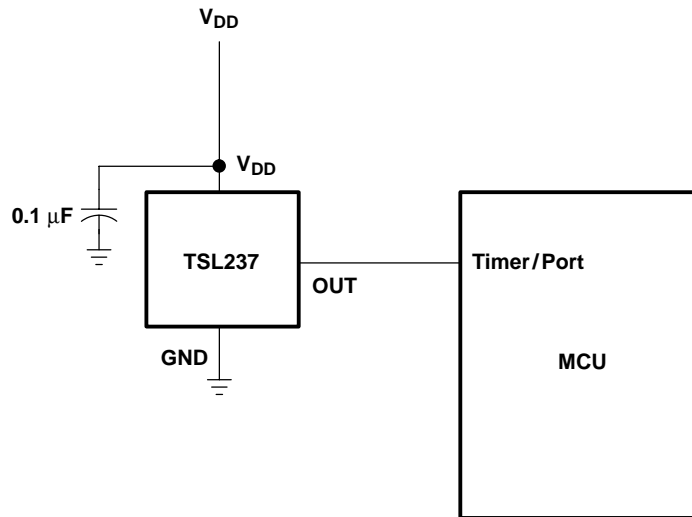 VDD
VDD
0.1 μF
TSL237
OUT
Timer/Port
GND
MCU